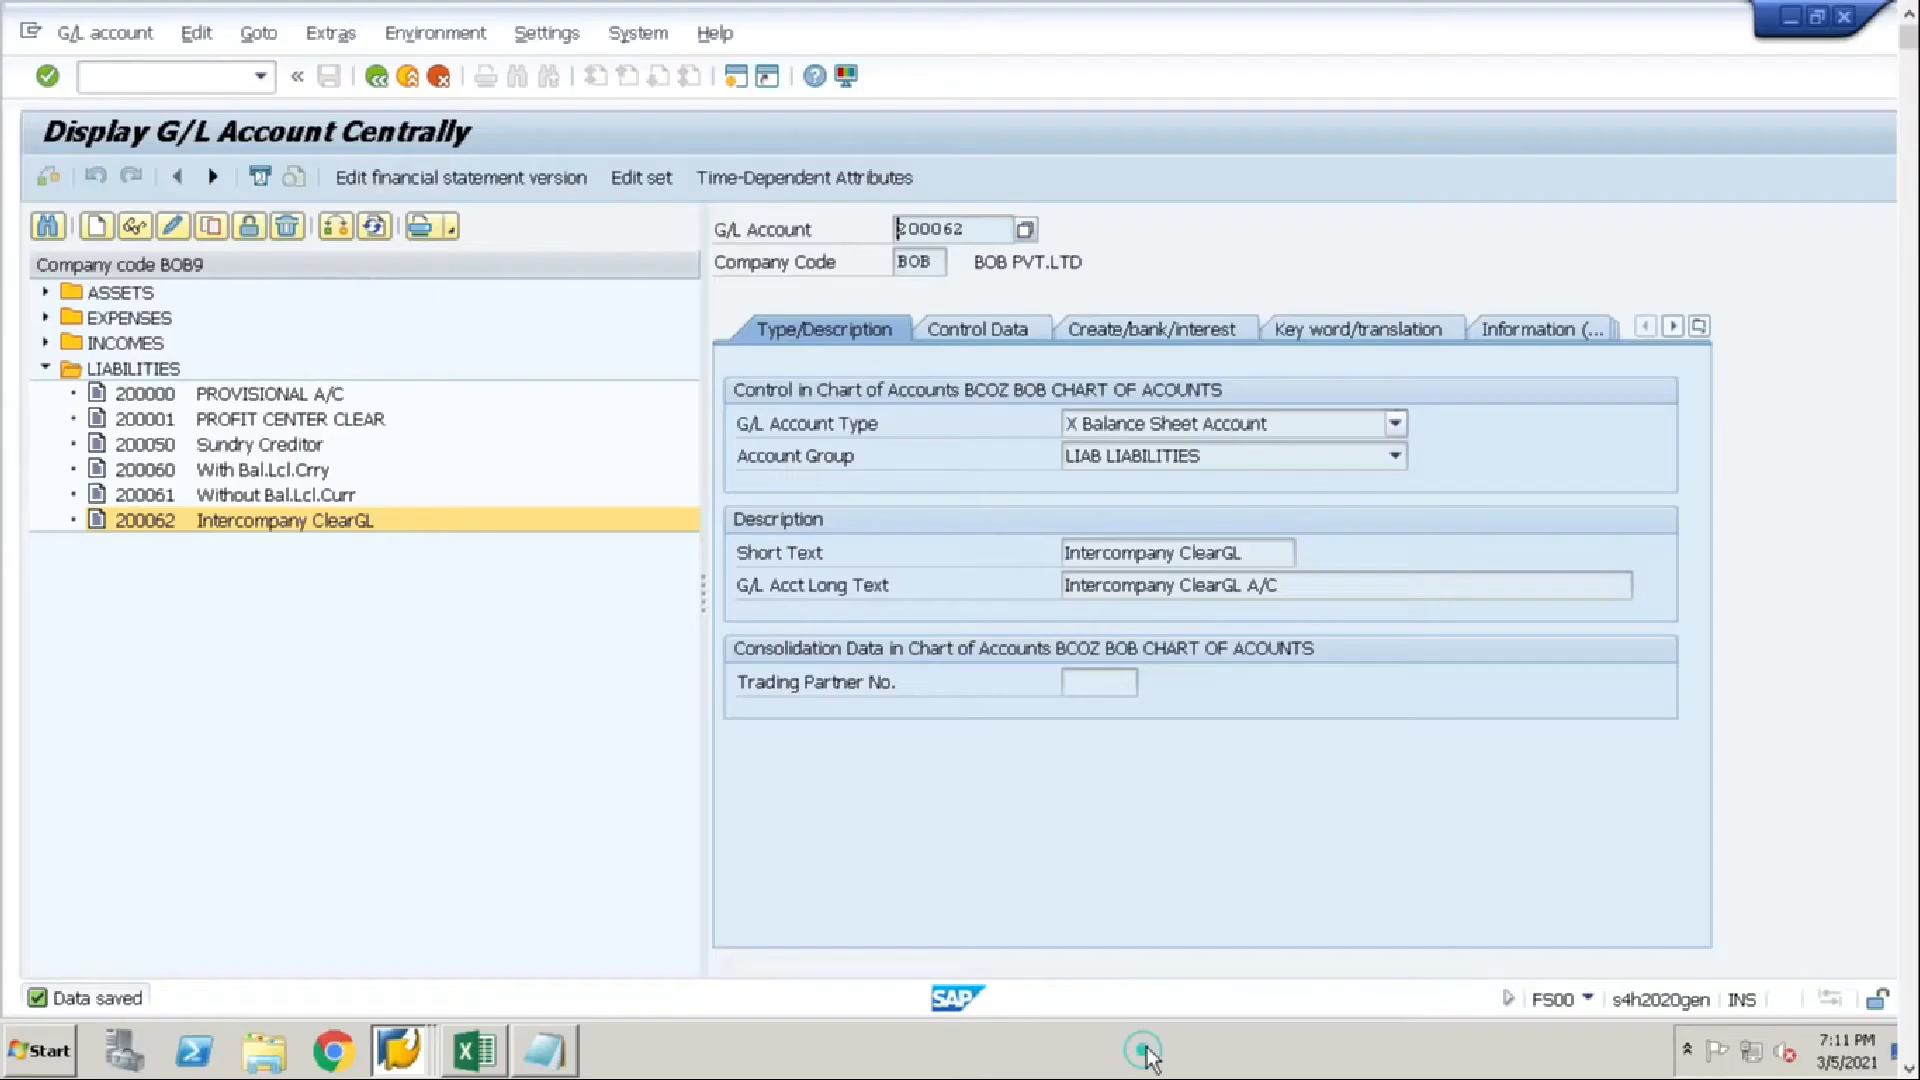 G/L account Edit Goto Extras Environment Settings System Help
Display G/L Account Centrally
Edit financial statement version Edit set Time-Dependent Attributes
Company code BOB9
ASSETS
EXPENSES
INCOMES
LIABILITIES
200000 PROVISIONAL A/C
200001 PROFIT CENTER CLEAR
200050 Sundry Creditor
200060 With Bal.Lcl.Crry
200061 Without Bal.Lcl.Curr
200062 Intercompany ClearGL
G/L Account 200062
Company Code BOB BOB PVT.LTD
Type/Description Control Data Create/bank/interest Key word/translation Information (...
Control in Chart of Accounts BCOZ BOB CHART OF ACOUNTS
G/L Account Type X Balance Sheet Account
Account Group LIAB LIABILITIES
Description
Short Text Intercompany ClearGL
G/L Acct Long Text Intercompany ClearGL A/C
Consolidation Data in Chart of Accounts BCOZ BOB CHART OF ACOUNTS
Trading Partner No.
Data saved SAP FS00 s4h2020gen INS
Start 7:11 PM
3/5/2021